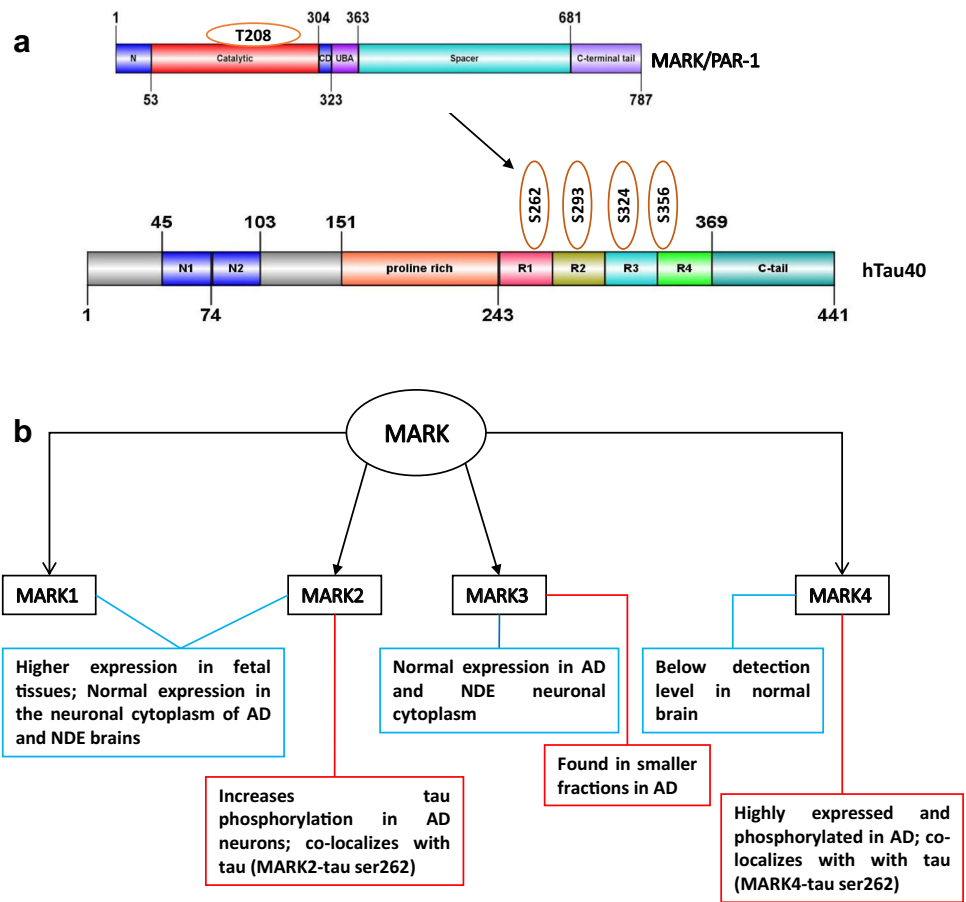 a
1 304 363 681
T208
N Catalytic CD UBA Spacer C-terminal tail
MARK/PAR-1
53 323 787
S262 S293 S324 S356
45 103 151 369
N1 N2 proline rich R1 R2 R3 R4 C-tail
hTau40
1 74 243 441
b
MARK
MARK1 MARK2 MARK3 MARK4
Higher expression in fetal
tissues; Normal expression in
the neuronal cytoplasm of AD
and NDE brains
Normal expression in AD
and NDE neuronal
cytoplasm
Below detection
level in normal
brain
Increases tau
phosphorylation in AD
neurons; co-localizes with
tau (MARK2-tau ser262)
Found in smaller
fractions in AD
Highly expressed and
phosphorylated in AD; co-
localizes with with tau
(MARK4-tau ser262)